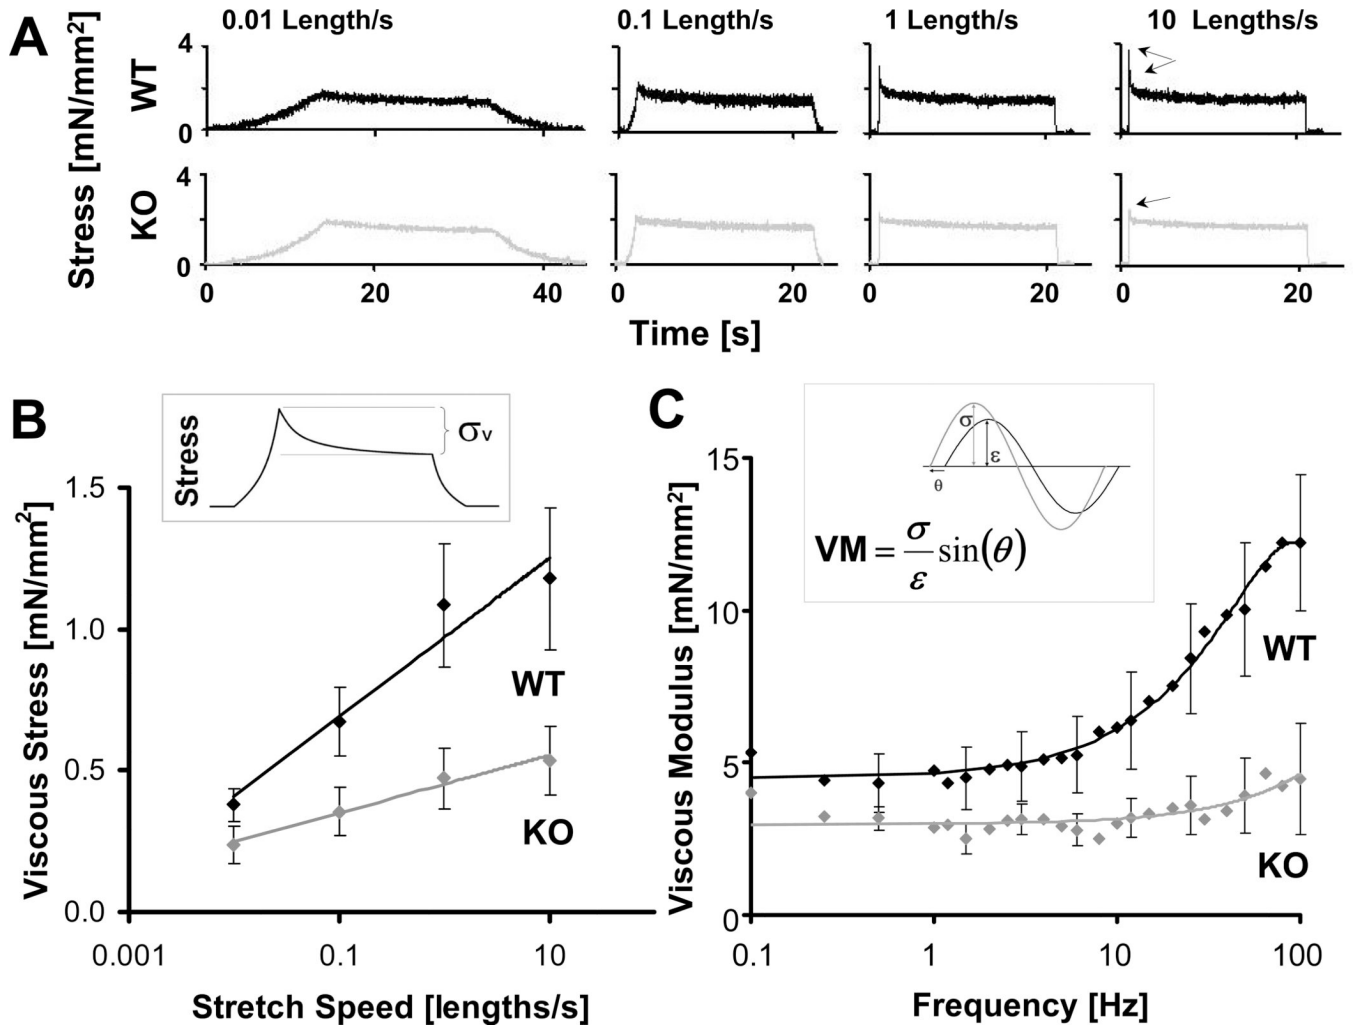 A
0.01 Length/s
0.1 Length/s
1 Length/s
10 Lengths/s
Stress [mN/mm²]
WT
4
0
KO
4
0
0
20
40
0
20
0
20
0
20
Time [s]
B
Stress
σv
Viscous Stress [mN/mm²]
1.5
1.0
0.5
0.0
WT
KO
0.001
0.1
10
Stretch Speed [lengths/s]
C
σ
ε
θ
VM = σ/ε sin(θ)
Viscous Modulus [mN/mm²]
15
10
5
0
WT
KO
0.1
1
10
100
Frequency [Hz]